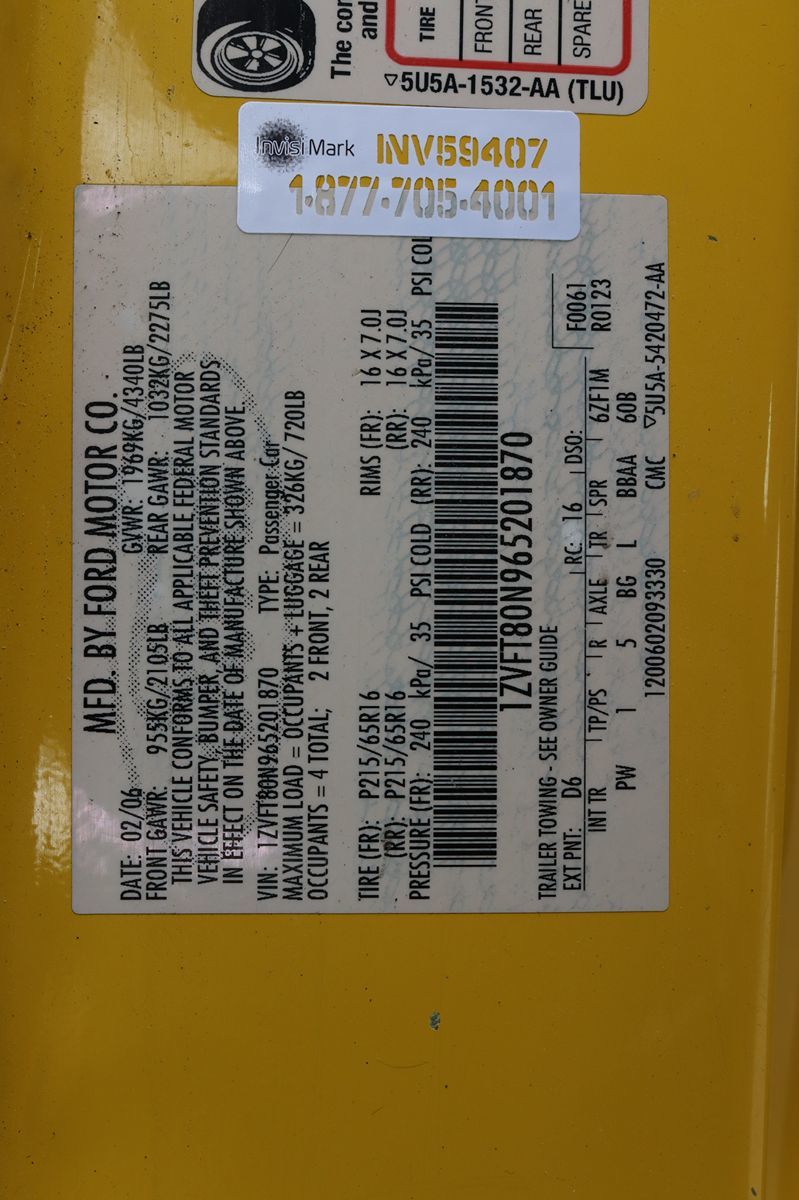 The cor
and
TIRE
FRONT
REAR
SPARE
▽5U5A-1532-AA (TLU)
InvisiMark INV59407
1-877-705-4001
MFD. BY FORD MOTOR CO.
DATE: 02/06 GVWR: 1969KG/4340LB
FRONT GAWR: 955KG/2105LB REAR GAWR: 1032KG/2275LB
THIS VEHICLE CONFORMS TO ALL APPLICABLE FEDERAL MOTOR
VEHICLE SAFETY, BUMPER, AND THEFT PREVENTION STANDARDS
IN EFFECT ON THE DATE OF MANUFACTURE SHOWN ABOVE.
VIN: 1ZVFT80N965201870 TYPE: Passenger Car
MAXIMUM LOAD = OCCUPANTS + LUGGAGE = 326KG/ 720LB
OCCUPANTS = 4 TOTAL; 2 FRONT, 2 REAR
TIRE (FR): P215/65R16 RIMS (FR): 16 X 7.0J
(RR): P215/65R16 (RR): 16 X 7.0J
PRESSURE (FR): 240 kPa/ 35 PSI COLD (RR): 240 kPa/ 35 PSI COLD
1ZVFT80N965201870
TRAILER TOWING - SEE OWNER GUIDE
EXT PNT: D6 RC: 16 DSO: F0061
R0123
INT TR TP/PS R AXLE TR SPR 6ZF1M
PW 1 5 BG L BBAA 60B
1200602093330 CMC ▽5U5A-5420472-AA